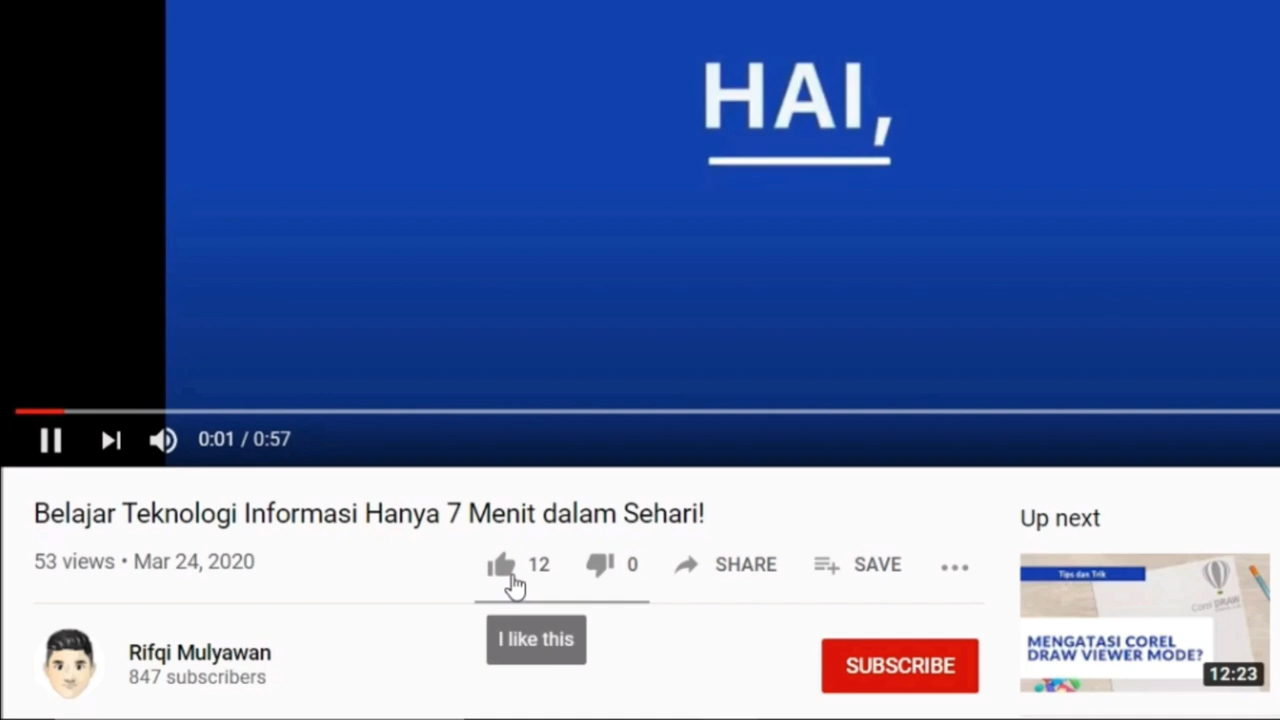 HAI,
0:01 / 0:57
Belajar Teknologi Informasi Hanya 7 Menit dalam Sehari!
53 views • Mar 24, 2020
12
0
SHARE
SAVE
I like this
Rifqi Mulyawan
847 subscribers
SUBSCRIBE
Up next
Tips dan Trik
Corel DRAW
MENGATASI COREL
DRAW VIEWER MODE?
12:23